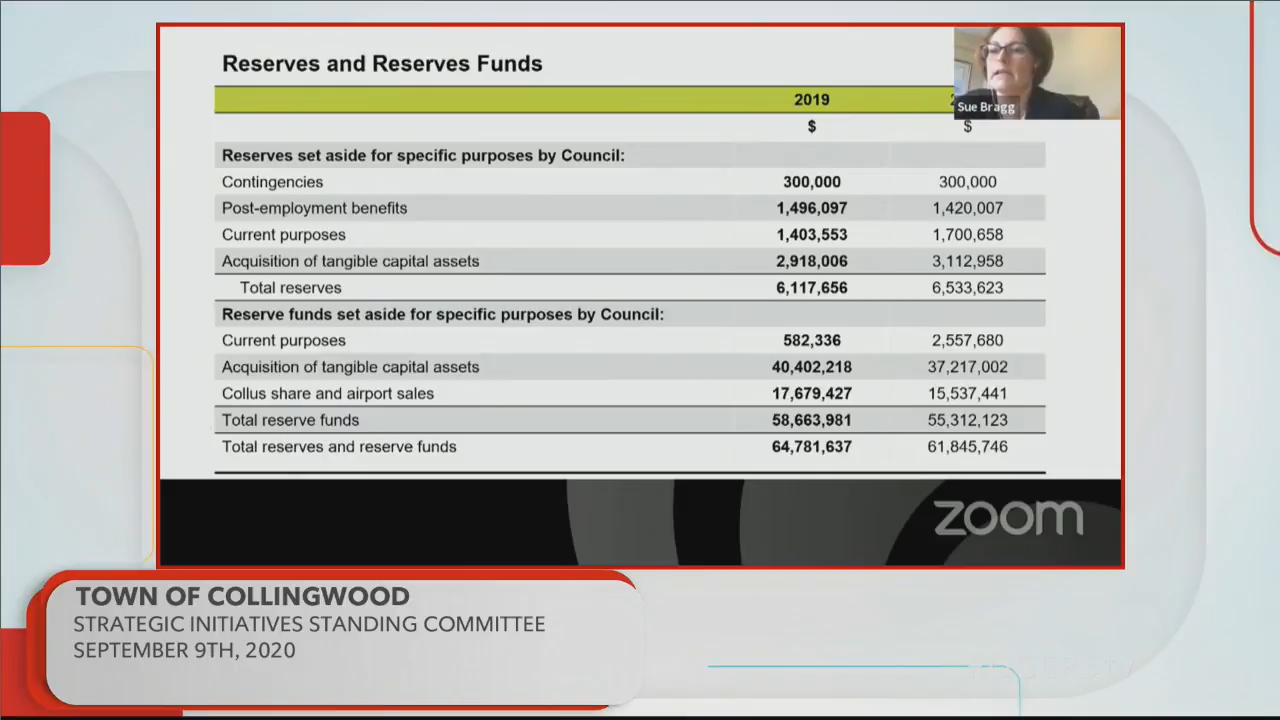 Reserves and Reserves Funds
2019
Sue Bragg
$ $
Reserves set aside for specific purposes by Council:
Contingencies 300,000 300,000
Post-employment benefits 1,496,097 1,420,007
Current purposes 1,403,553 1,700,658
Acquisition of tangible capital assets 2,918,006 3,112,958
Total reserves 6,117,656 6,533,623
Reserve funds set aside for specific purposes by Council:
Current purposes 582,336 2,557,680
Acquisition of tangible capital assets 40,402,218 37,217,002
Collus share and airport sales 17,679,427 15,537,441
Total reserve funds 58,663,981 55,312,123
Total reserves and reserve funds 64,781,637 61,845,746
zoom
TOWN OF COLLINGWOOD
STRATEGIC INITIATIVES STANDING COMMITTEE
SEPTEMBER 9TH, 2020